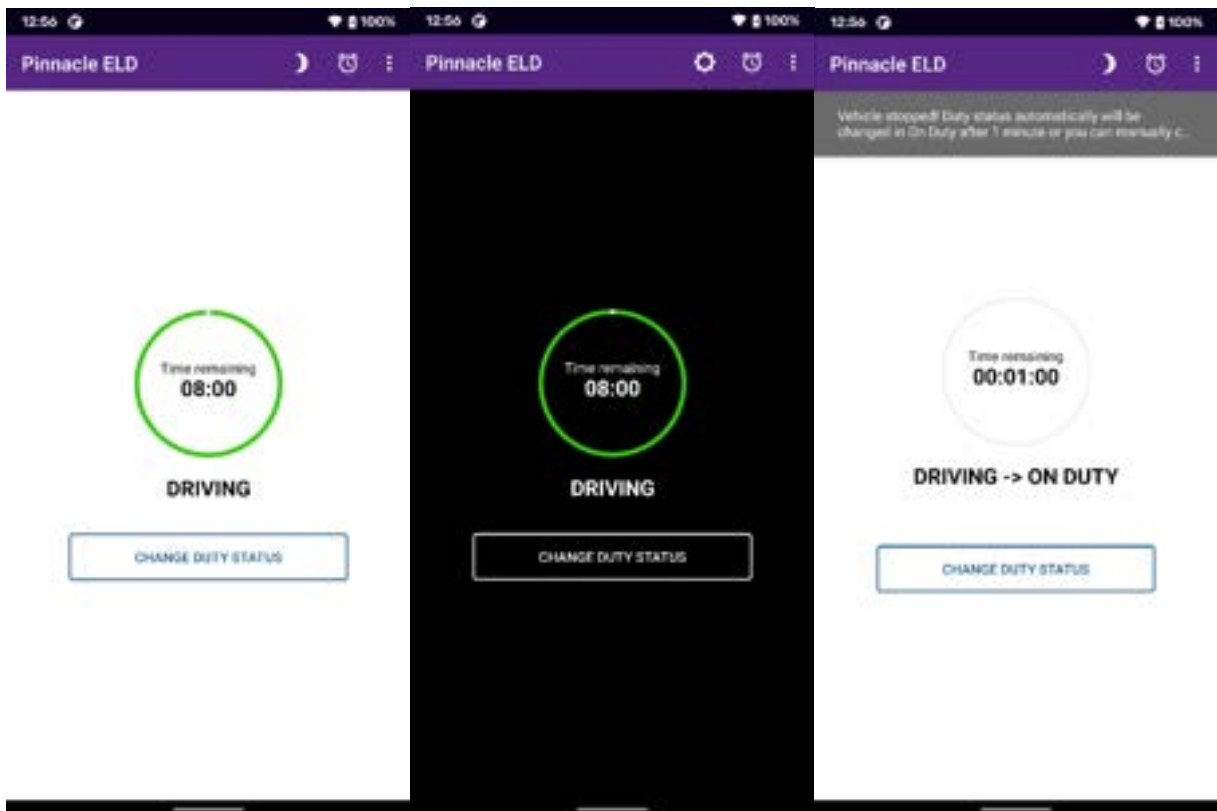 12:56 100%
Pinnacle ELD
Time remaining
08:00
DRIVING
CHANGE DUTY STATUS
12:56 100%
Pinnacle ELD
Time remaining
08:00
DRIVING
CHANGE DUTY STATUS
12:56 100%
Pinnacle ELD
Vehicle stopped! Duty status automatically will be
changed in On Duty after 1 minute or you can manually c...
Time remaining
00:01:00
DRIVING -> ON DUTY
CHANGE DUTY STATUS